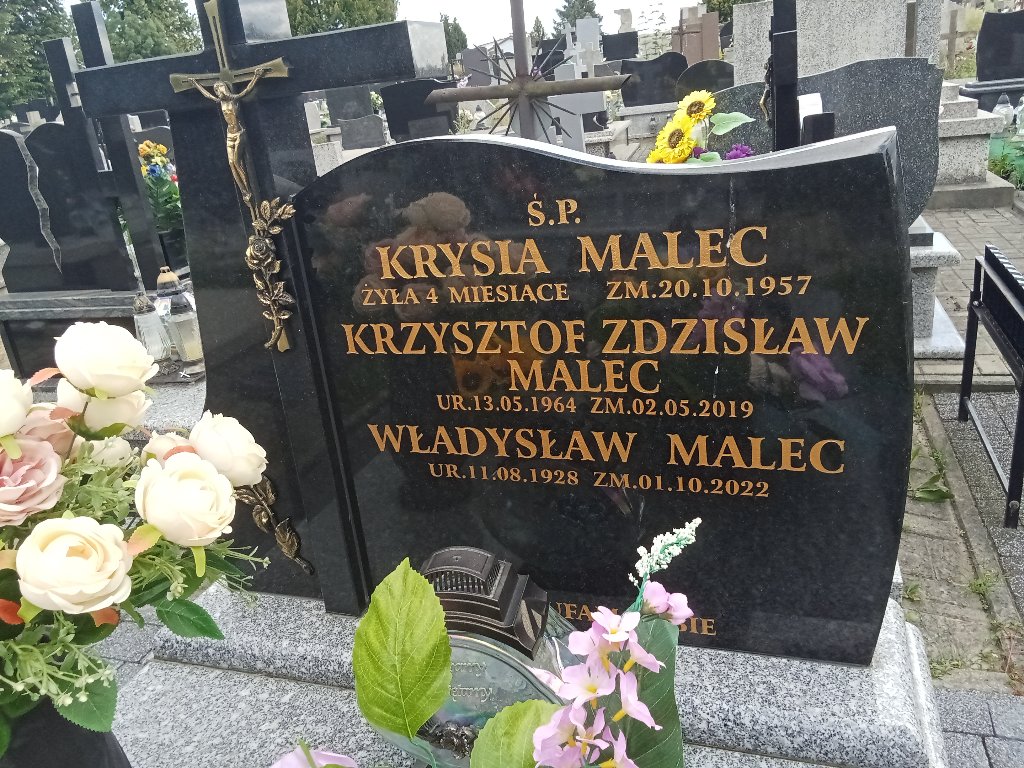 Ś.P.
KRYSIA MALEC
ŻYŁA 4 MIESIĄCE ZM.20.10.1957
KRZYSZTOF ZDZISŁAW
MALEC
UR.13.05.1964 ZM.02.05.2019
WŁADYSŁAW MALEC
UR.11.08.1928 ZM.01.10.2022